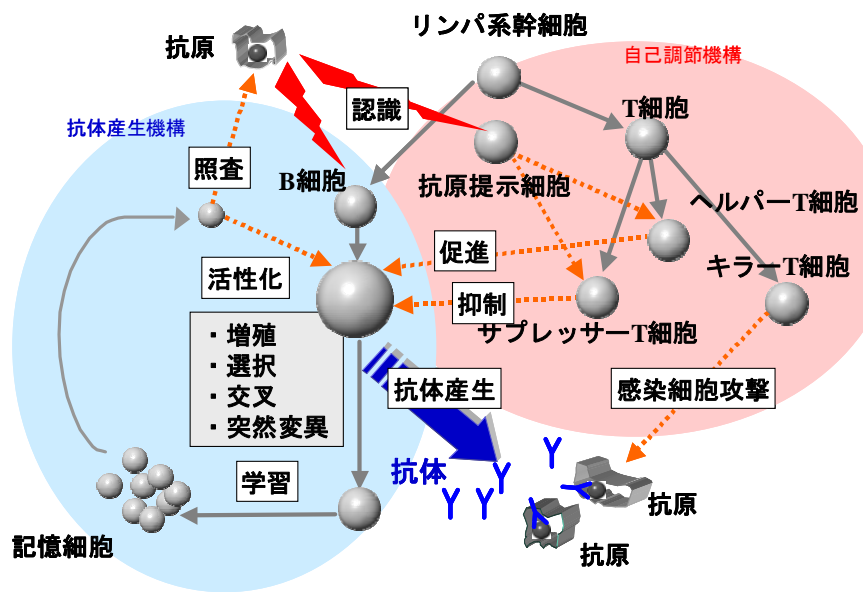 リンパ系幹細胞
抗原
自己調節機構
認識
T細胞
抗体産生機構
照査
B細胞
抗原提示細胞
ヘルパーT細胞
促進
活性化
キラーT細胞
抑制
サプレッサーT細胞
・増殖
・選択
・交叉
・突然変異
抗体産生
感染細胞攻撃
抗体
学習
抗原
記憶細胞
抗原